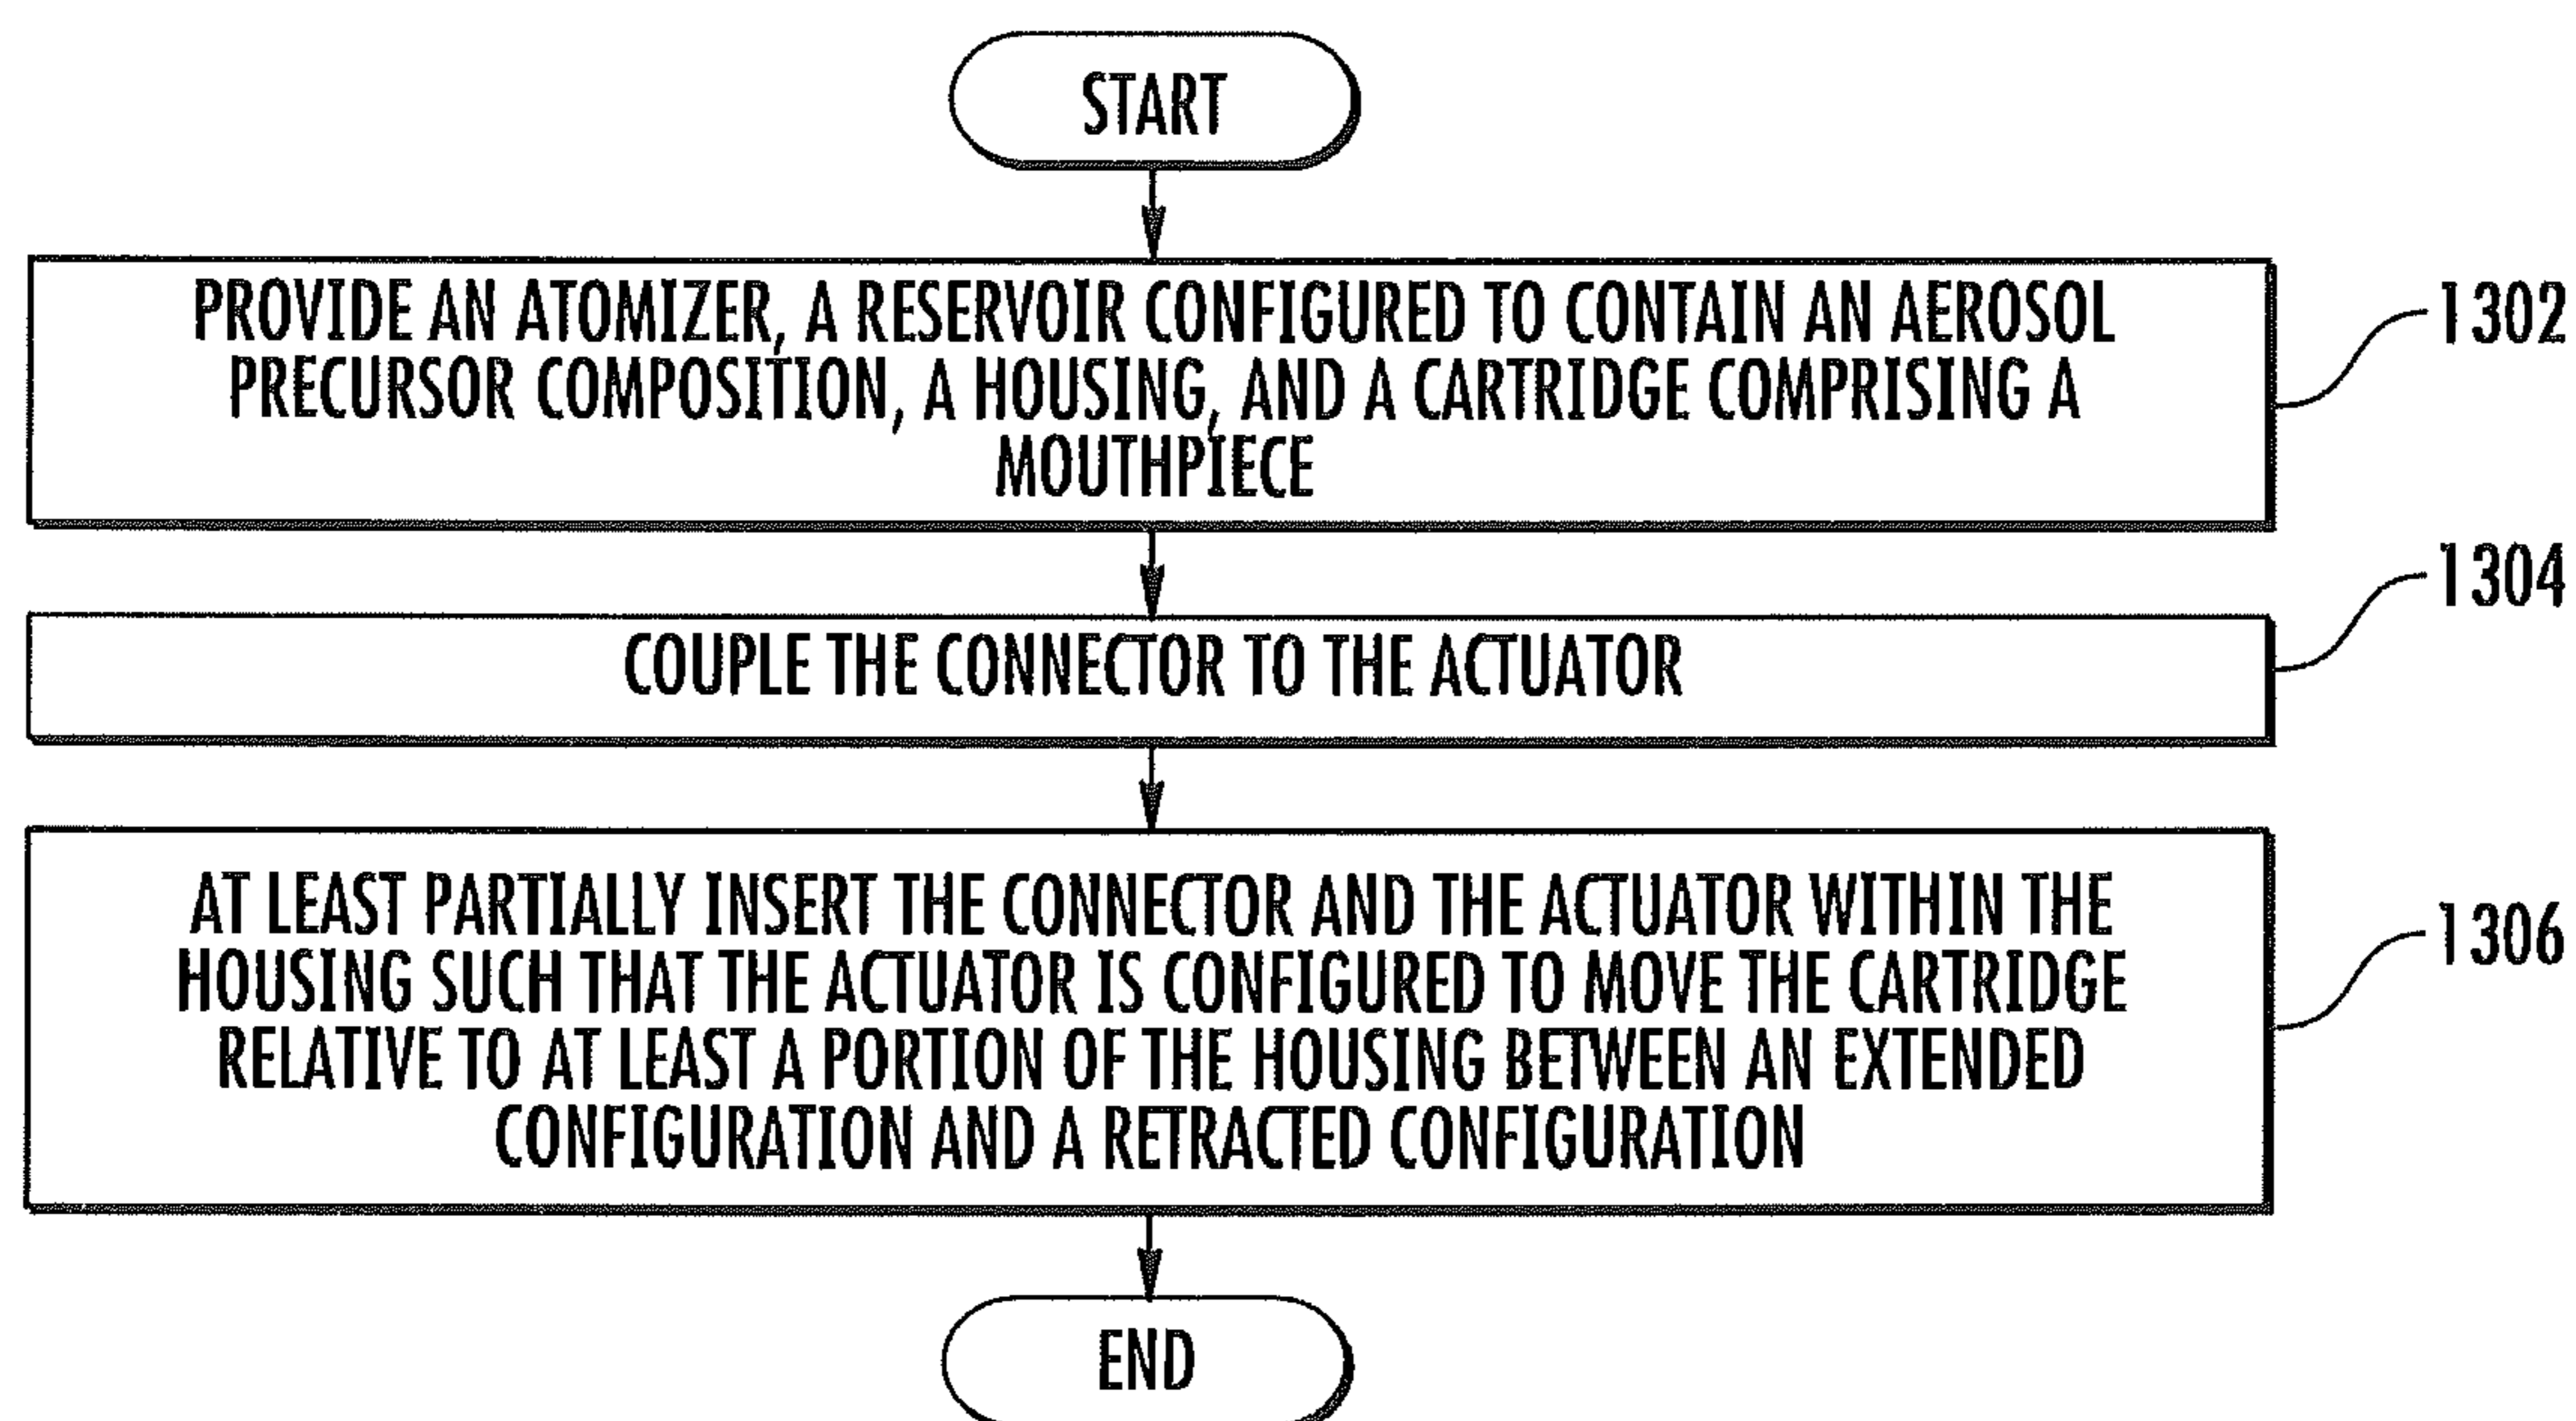 START
PROVIDE AN ATOMIZER, A RESERVOIR CONFIGURED TO CONTAIN AN AEROSOL
PRECURSOR COMPOSITION, A HOUSING, AND A CARTRIDGE COMPRISING A
MOUTHPIECE
1302
COUPLE THE CONNECTOR TO THE ACTUATOR
1304
AT LEAST PARTIALLY INSERT THE CONNECTOR AND THE ACTUATOR WITHIN THE
HOUSING SUCH THAT THE ACTUATOR IS CONFIGURED TO MOVE THE CARTRIDGE
RELATIVE TO AT LEAST A PORTION OF THE HOUSING BETWEEN AN EXTENDED
CONFIGURATION AND A RETRACTED CONFIGURATION
1306
END